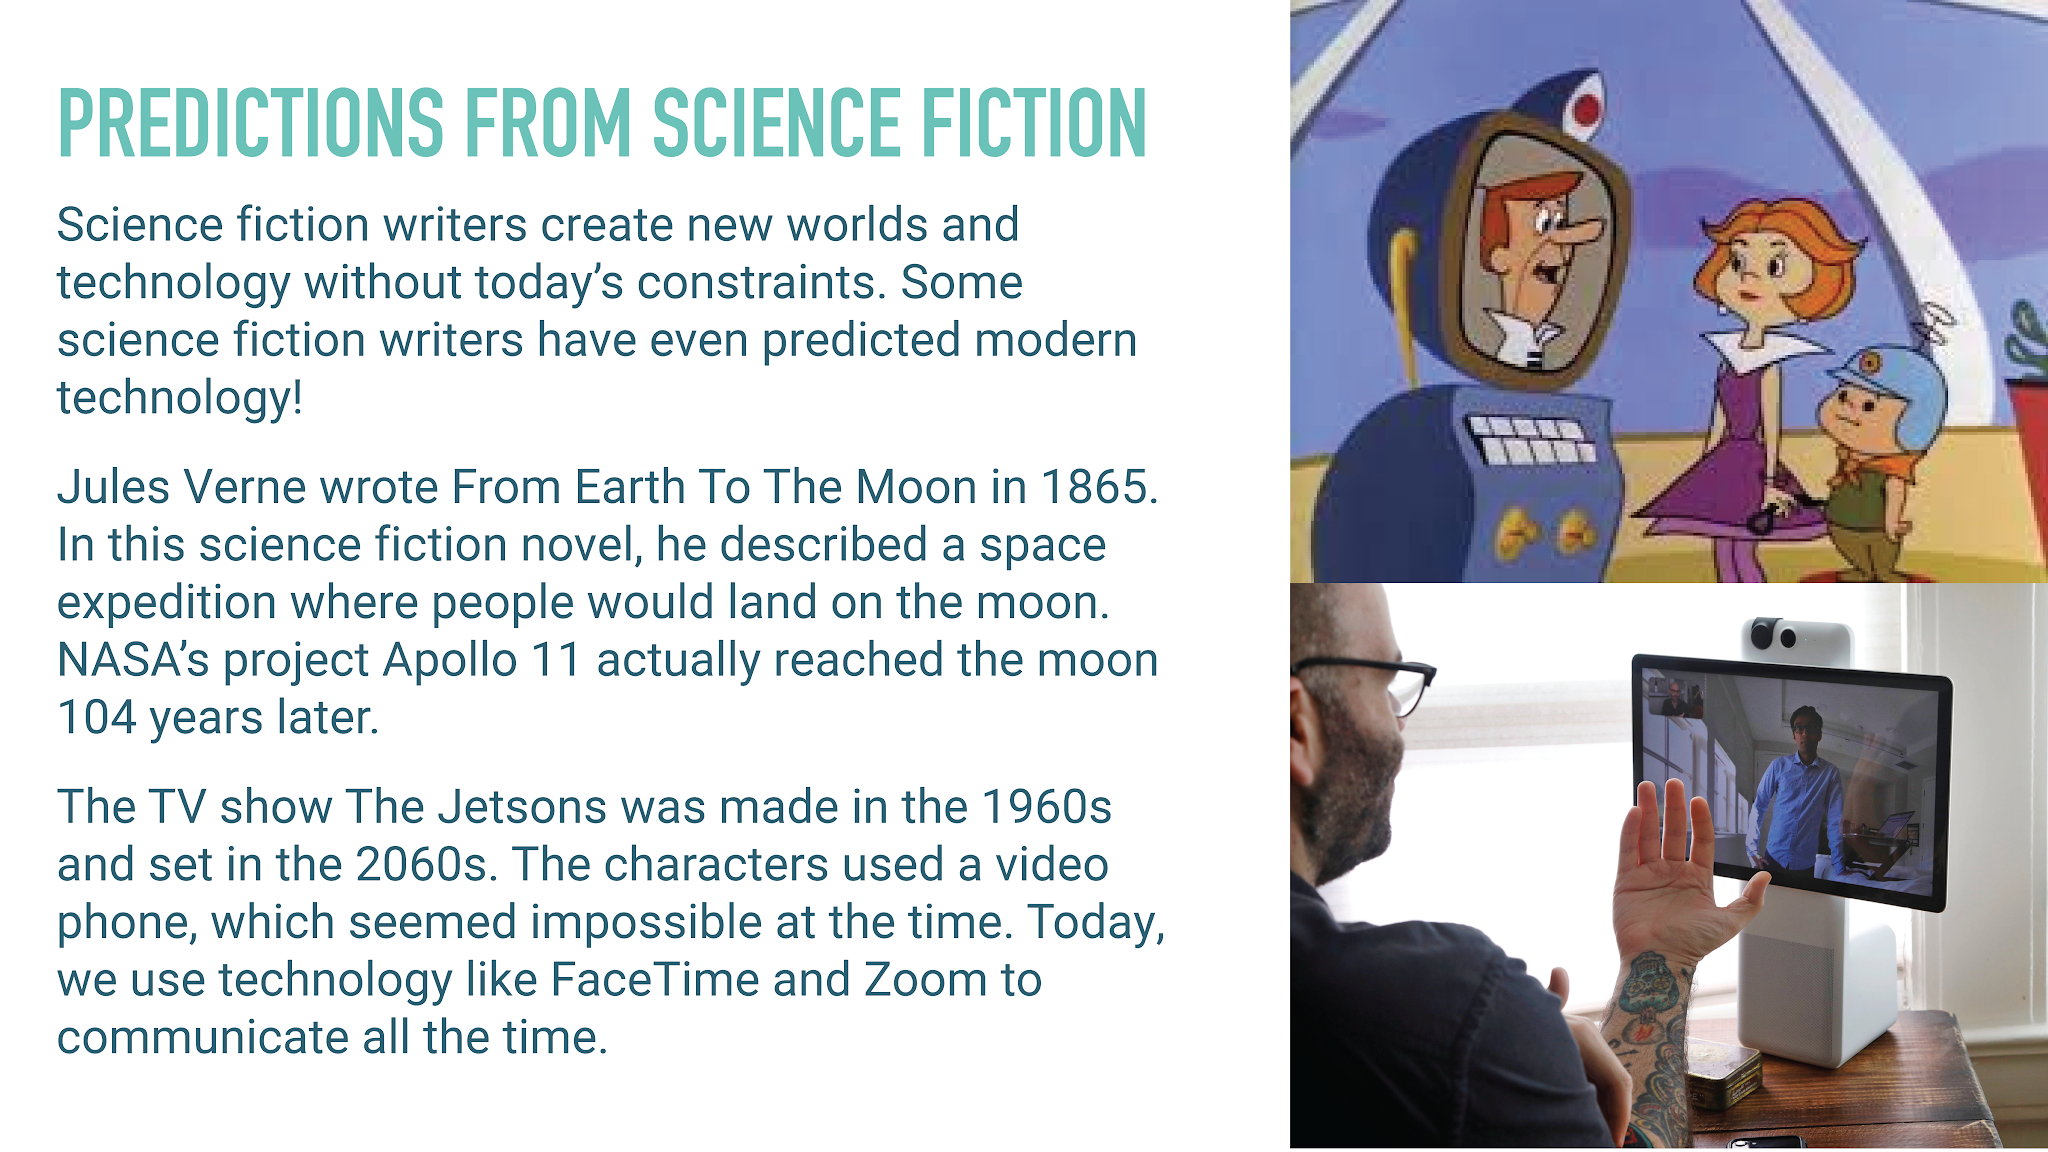 PREDICTIONS FROM SCIENCE FICTION
Science fiction writers create new worlds and
technology without today’s constraints. Some
science fiction writers have even predicted modern
technology!
Jules Verne wrote From Earth To The Moon in 1865.
In this science fiction novel, he described a space
expedition where people would land on the moon.
NASA’s project Apollo 11 actually reached the moon
104 years later.
The TV show The Jetsons was made in the 1960s
and set in the 2060s. The characters used a video
phone, which seemed impossible at the time. Today,
we use technology like FaceTime and Zoom to
communicate all the time.